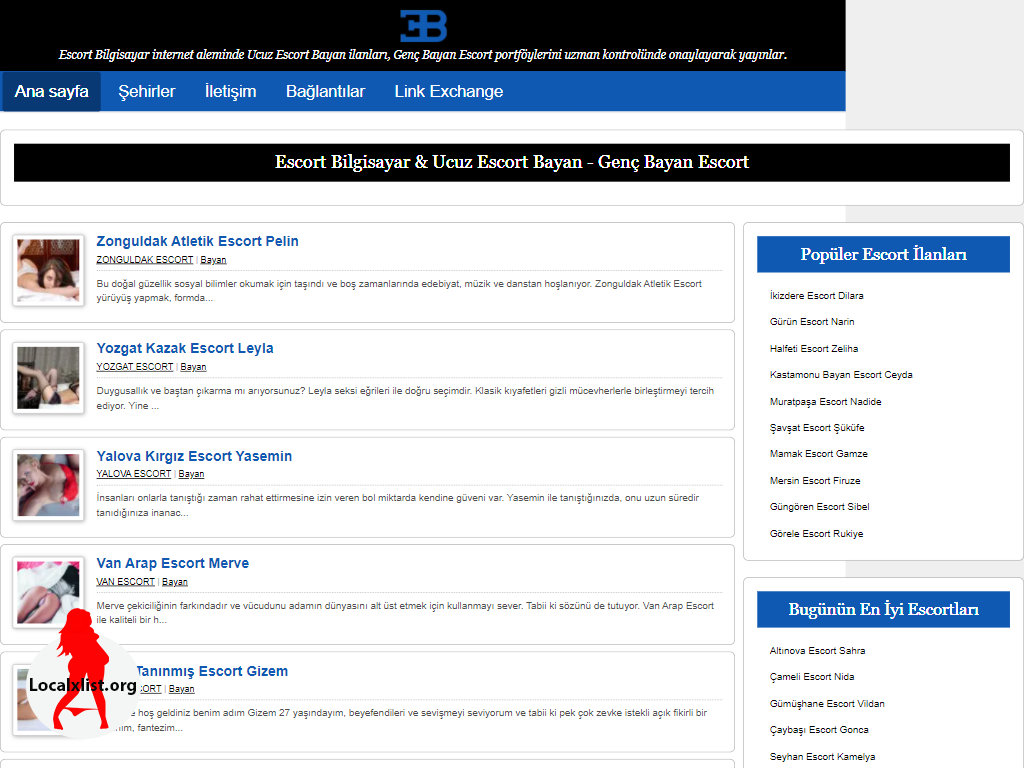 EB
Escort Bilgisayar internet aleminde Ucuz Escort Bayan ilanları, Genç Bayan Escort portföylerini uzman kontrolünde onaylayarak yayınlar.
Ana sayfa Şehirler İletişim Bağlantılar Link Exchange
Escort Bilgisayar & Ucuz Escort Bayan - Genç Bayan Escort
Zonguldak Atletik Escort Pelin
ZONGULDAK ESCORT | Bayan
Bu doğal güzellik sosyal bilimler okumak için taşındı ve boş zamanlarında edebiyat, müzik ve danstan hoşlanıyor. Zonguldak Atletik Escort
yürüyüş yapmak, formda...
Yozgat Kazak Escort Leyla
YOZGAT ESCORT | Bayan
Duygusallık ve baştan çıkarma mı arıyorsunuz? Leyla seksi eğrileri ile doğru seçimdir. Klasik kıyafetleri gizli mücevherlerle birleştirmeyi tercih
ediyor. Yine ...
Yalova Kırgız Escort Yasemin
YALOVA ESCORT | Bayan
İnsanları onlarla tanıştığı zaman rahat ettirmesine izin veren bol miktarda kendine güveni var. Yasemin ile tanıştığınızda, onu uzun süredir
tanıdığınıza inanac...
Van Arap Escort Merve
VAN ESCORT | Bayan
Merve çekiciliğinin farkındadır ve vücudunu adamın dünyasını alt üst etmek için kullanmayı sever. Tabii ki sözünü de tutuyor. Van Arap Escort
ile kaliteli bir h...
Tanınmış Escort Gizem
| Bayan
hoş geldiniz benim adım Gizem 27 yaşındayım, beyefendileri ve sevişmeyi seviyorum ve tabii ki pek çok zevke istekli açık fikirli bir
fantezim...
Localxlist.org
Popüler Escort İlanları
İkizdere Escort Dilara
Gürün Escort Narin
Halfeti Escort Zeliha
Kastamonu Bayan Escort Ceyda
Muratpaşa Escort Nadide
Şavşat Escort Şüküfe
Mamak Escort Gamze
Mersin Escort Firuze
Güngören Escort Sibel
Görele Escort Rukiye
Bugünün En İyi Escortları
Altınova Escort Sahra
Çameli Escort Nida
Gümüşhane Escort Vildan
Çaybaşı Escort Gonca
Seyhan Escort Kamelya